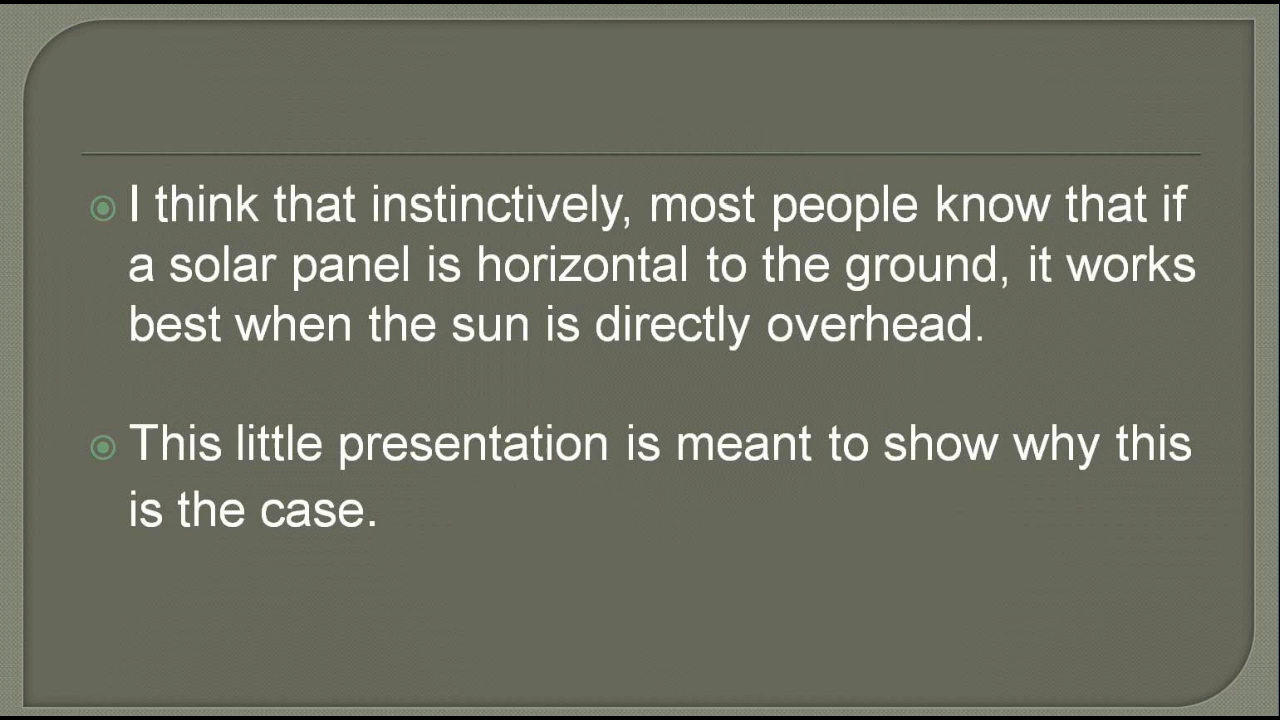 I think that instinctively, most people know that if
a solar panel is horizontal to the ground, it works
best when the sun is directly overhead.
This little presentation is meant to show why this
is the case.